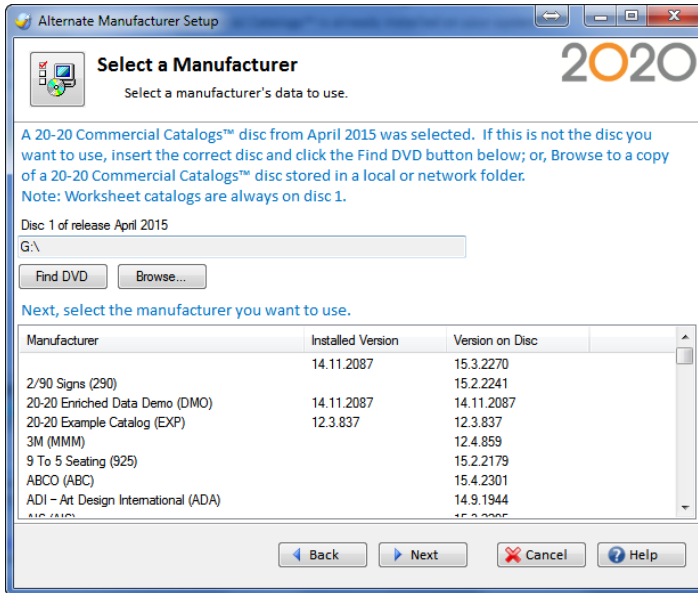 Alternate Manufacturer Setup
Select a Manufacturer
Select a manufacturer's data to use.
2020
A 20-20 Commercial Catalogs™ disc from April 2015 was selected. If this is not the disc you
want to use, insert the correct disc and click the Find DVD button below; or, Browse to a copy
of a 20-20 Commercial Catalogs™ disc stored in a local or network folder.
Note: Worksheet catalogs are always on disc 1.
Disc 1 of release April 2015
G:\
Find DVD Browse...
Next, select the manufacturer you want to use.
Manufacturer Installed Version Version on Disc
14.11.2087 15.3.2270
2/90 Signs (290) 15.2.2241
20-20 Enriched Data Demo (DMO) 14.11.2087 14.11.2087
20-20 Example Catalog (EXP) 12.3.837 12.3.837
3M (MMM) 12.4.859
9 To 5 Seating (925) 15.2.2179
ABCO (ABC) 15.4.2301
ADI – Art Design International (ADA) 14.9.1944
Back Next Cancel Help